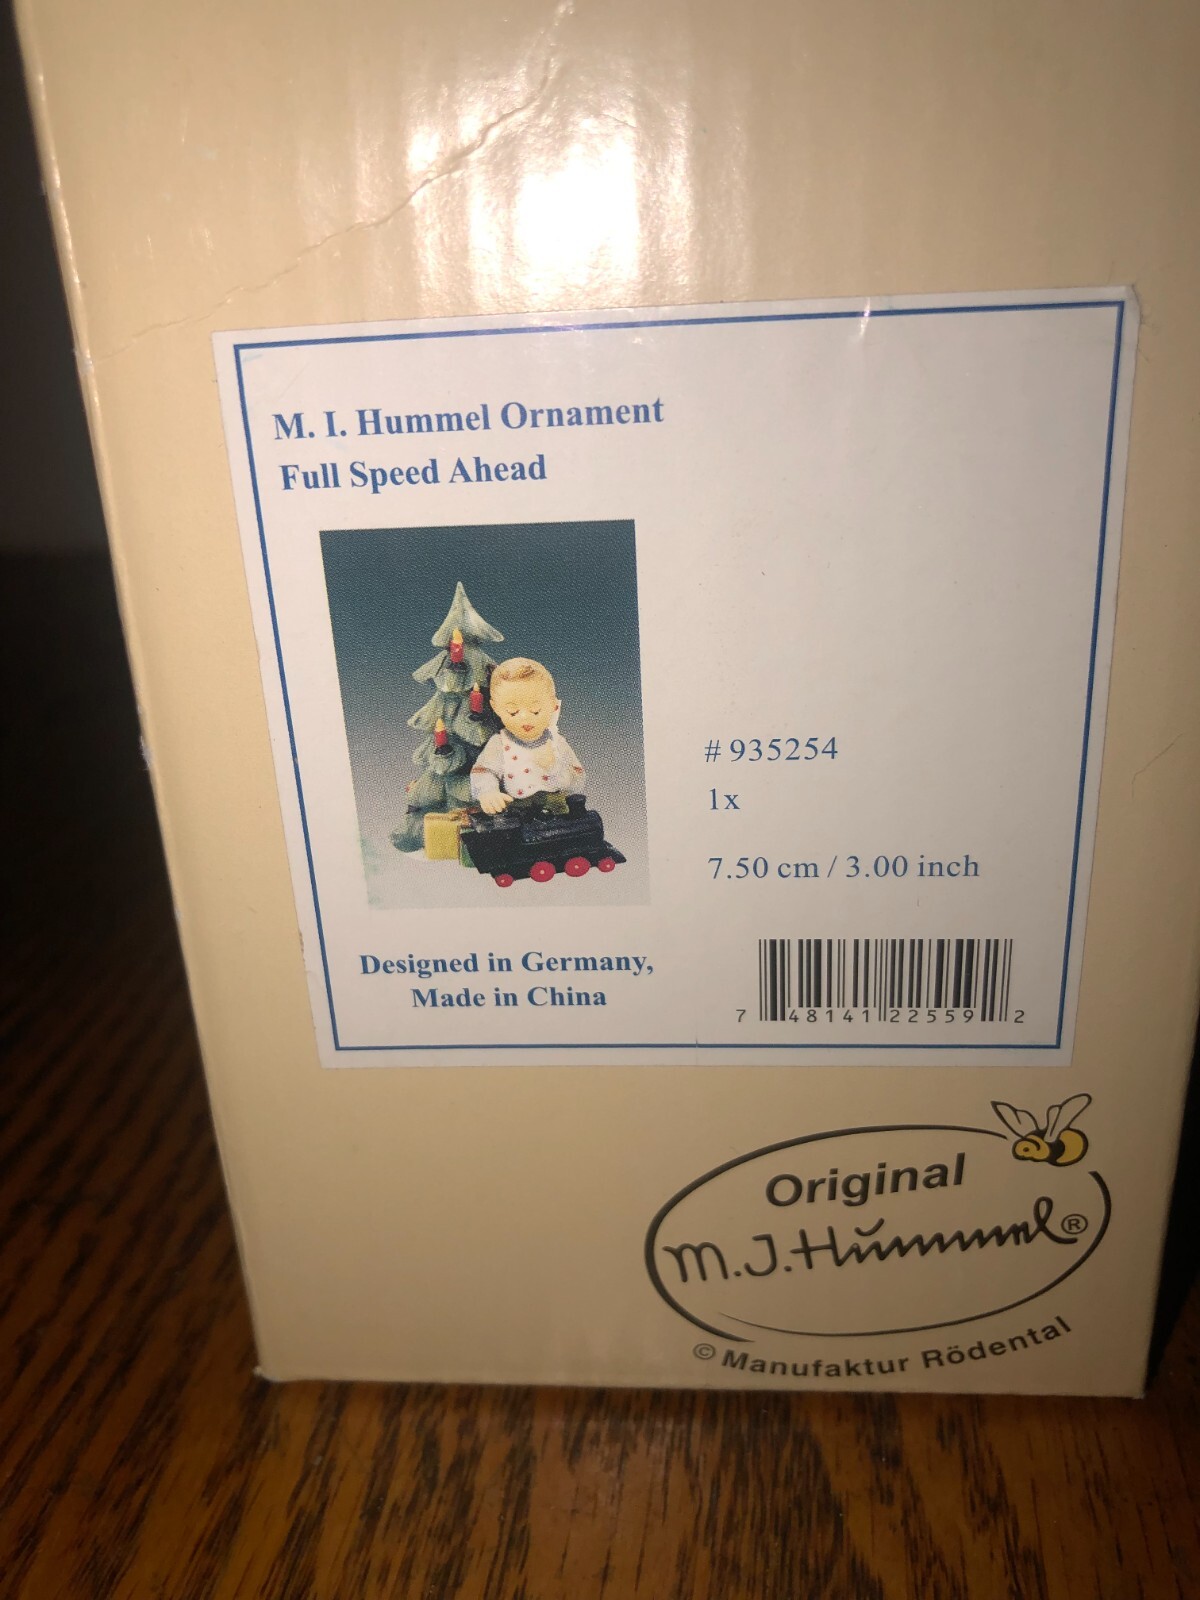 M. I. Hummel Ornament
Full Speed Ahead
# 935254
1x
7.50 cm / 3.00 inch
Designed in Germany,
Made in China
7 48141 22559 2
Original
M.J. Hummel ®
© Manufaktur Rödental